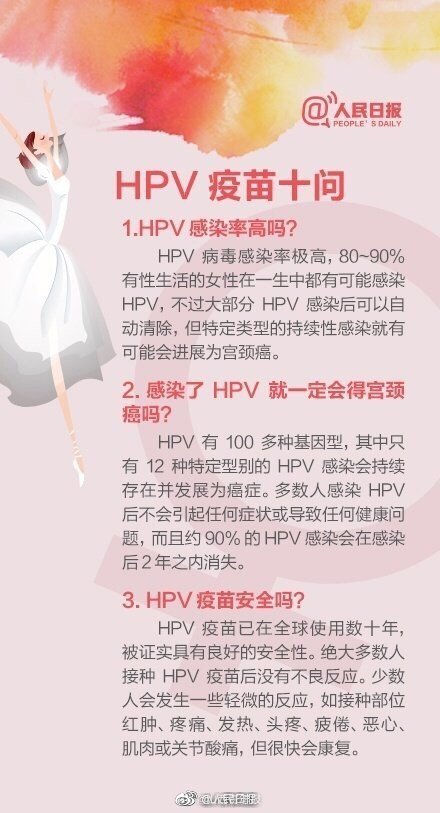 @人民日报
PEOPLE'S DAILY
HPV 疫苗十问
1.HPV感染率高吗?
HPV 病毒感染率极高, 80~90%
有性生活的女性在一生中都有可能感染
HPV, 不过大部分 HPV 感染后可以自
动清除, 但特定类型的持续性感染就有
可能会进展为宫颈癌。
2. 感染了 HPV 就一定会得宫颈
癌吗?
HPV 有 100 多种基因型, 其中只
有 12 种特定型别的 HPV 感染会持续
存在并发展为癌症。多数人感染 HPV
后不会引起任何症状或导致任何健康问
题, 而且约 90% 的 HPV 感染会在感染
后 2 年之内消失。
3. HPV 疫苗安全吗?
HPV 疫苗已在全球使用数十年,
被证实具有良好的安全性。绝大多数人
接种 HPV 疫苗后没有不良反应。少数
人会发生一些轻微的反应, 如接种部位
红肿、疼痛、发热、头疼、疲倦、恶心、
肌肉或关节酸痛, 但很快会康复。
@人民日报